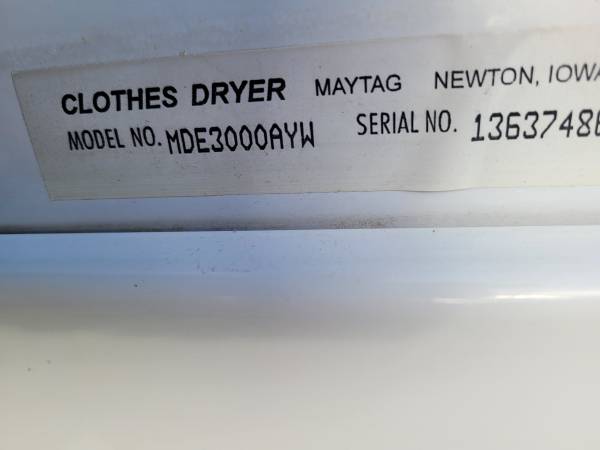 CLOTHES DRYER MAYTAG NEWTON, IOWA
MODEL NO. MDE3000AYW SERIAL NO. 1363748